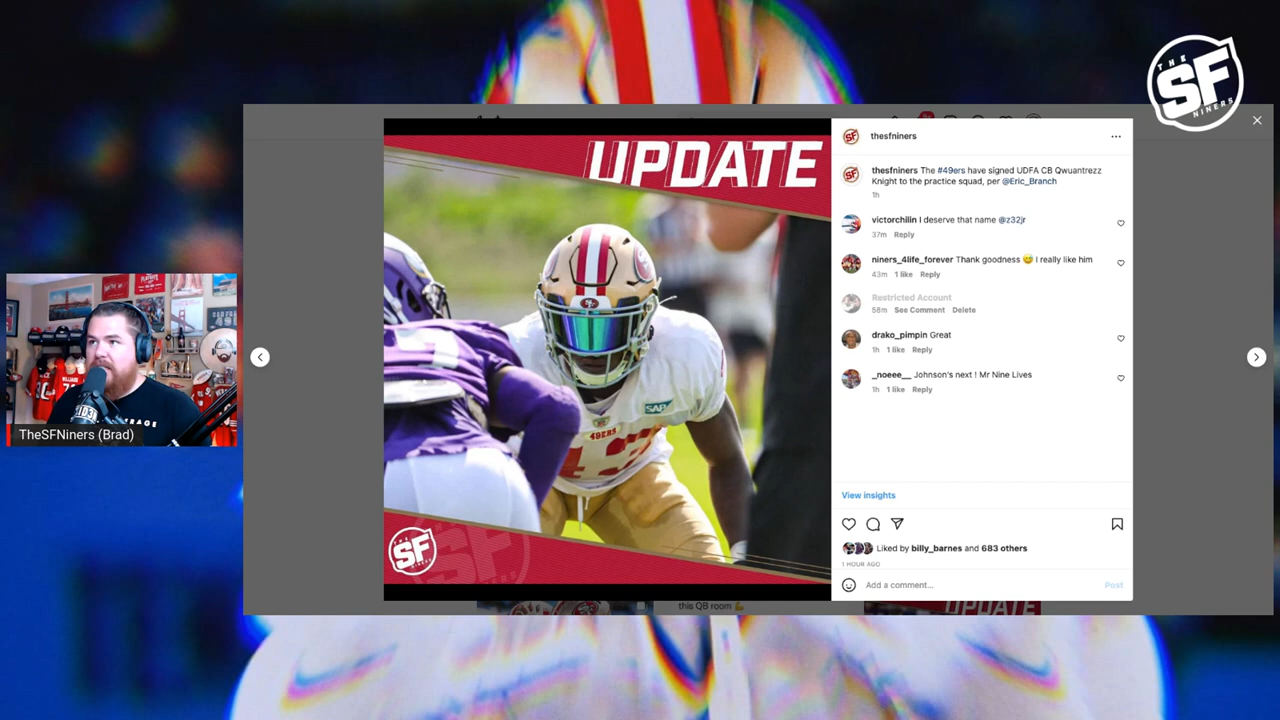 THE
SF
NINERS
UPDATE
SAP
49ERS
THE
SF
thesfniners
thesfniners The #49ers have signed UDFA CB Qwuantrezz
Knight to the practice squad, per @Eric_Branch
1h
victorchilin I deserve that name @z32jr
37m Reply
niners_4life_forever Thank goodness 😅 I really like him
43m 1 like Reply
Restricted Account
58m See Comment Delete
drako_pimpin Great
1h 1 like Reply
_noeee__ Johnson's next ! Mr Nine Lives
1h 1 like Reply
View insights
Liked by billy_barnes and 683 others
1 HOUR AGO
Add a comment... Post
this QB room 💪
UPDATE
TheSFNiners (Brad)